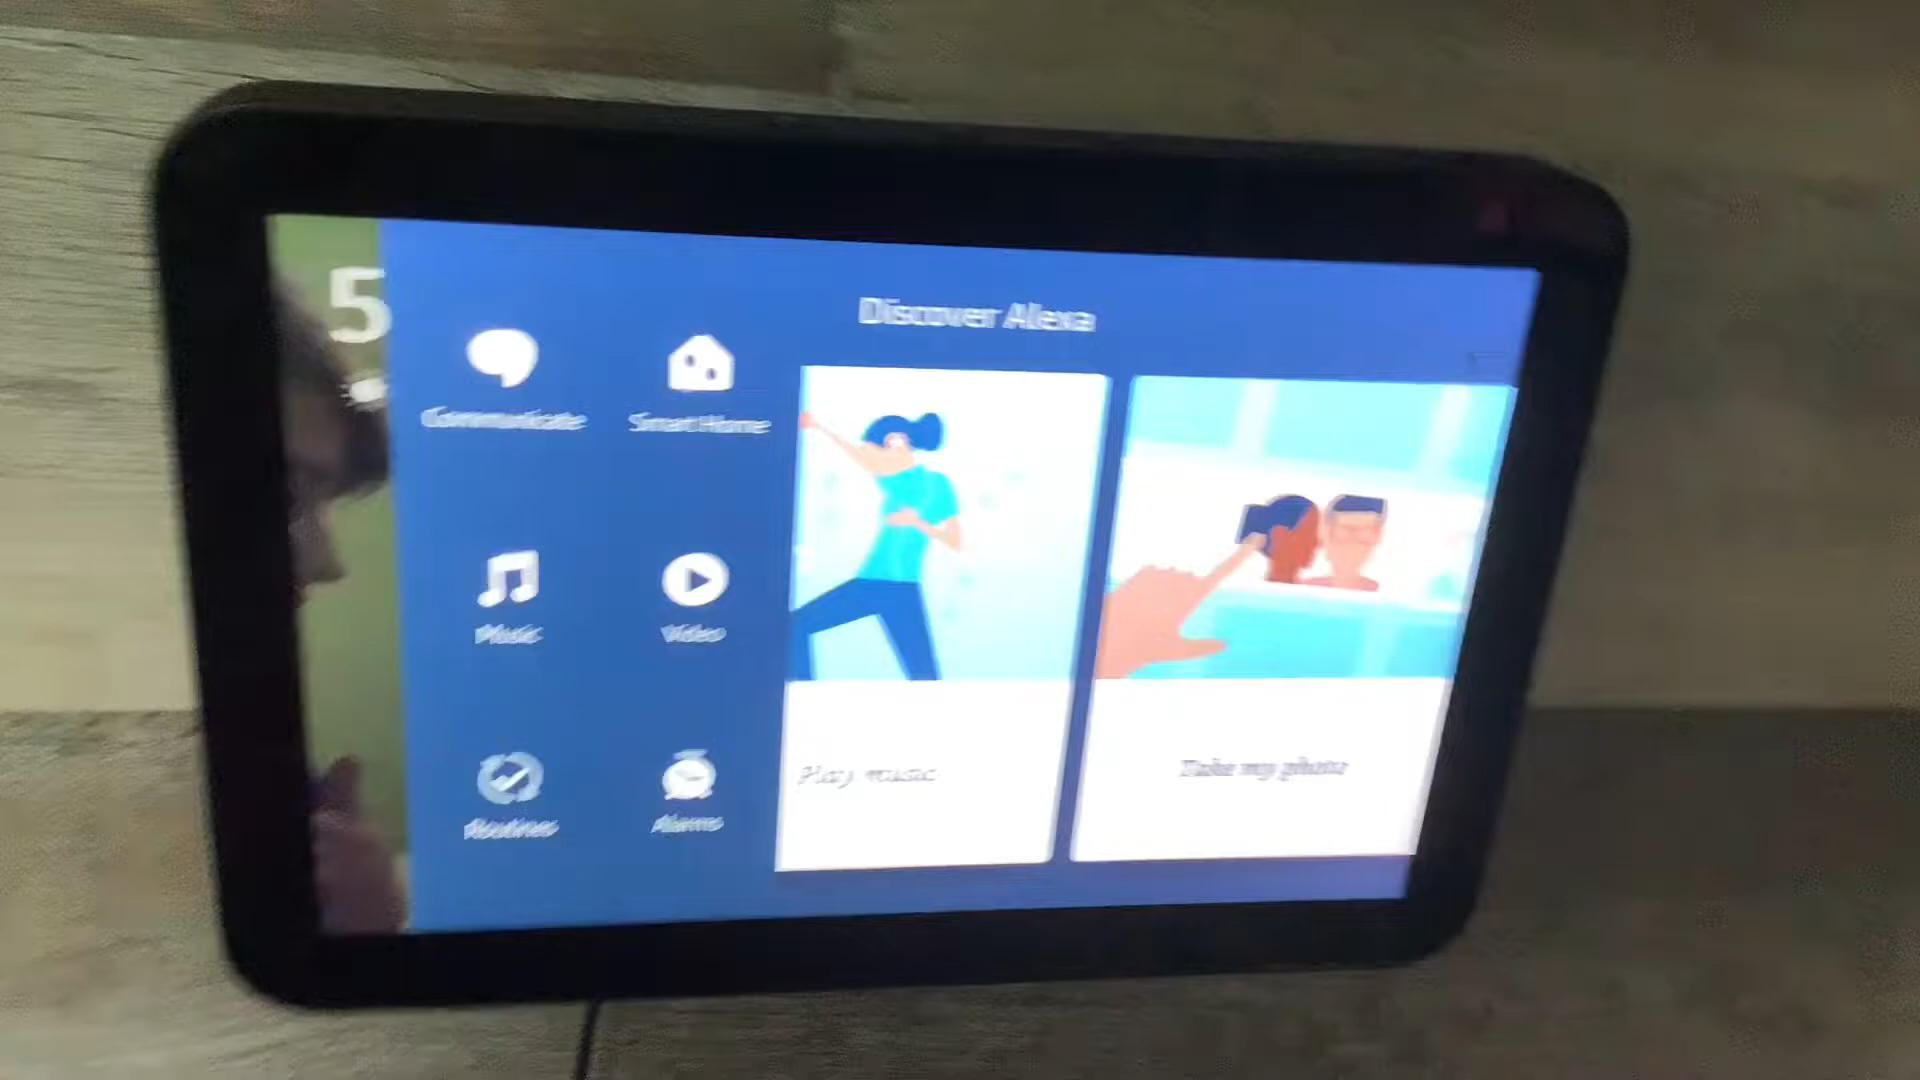 5
Discover Alexa
Communicate
Smart Home
Music
Video
Routines
Alarms
Play music
Take my photo